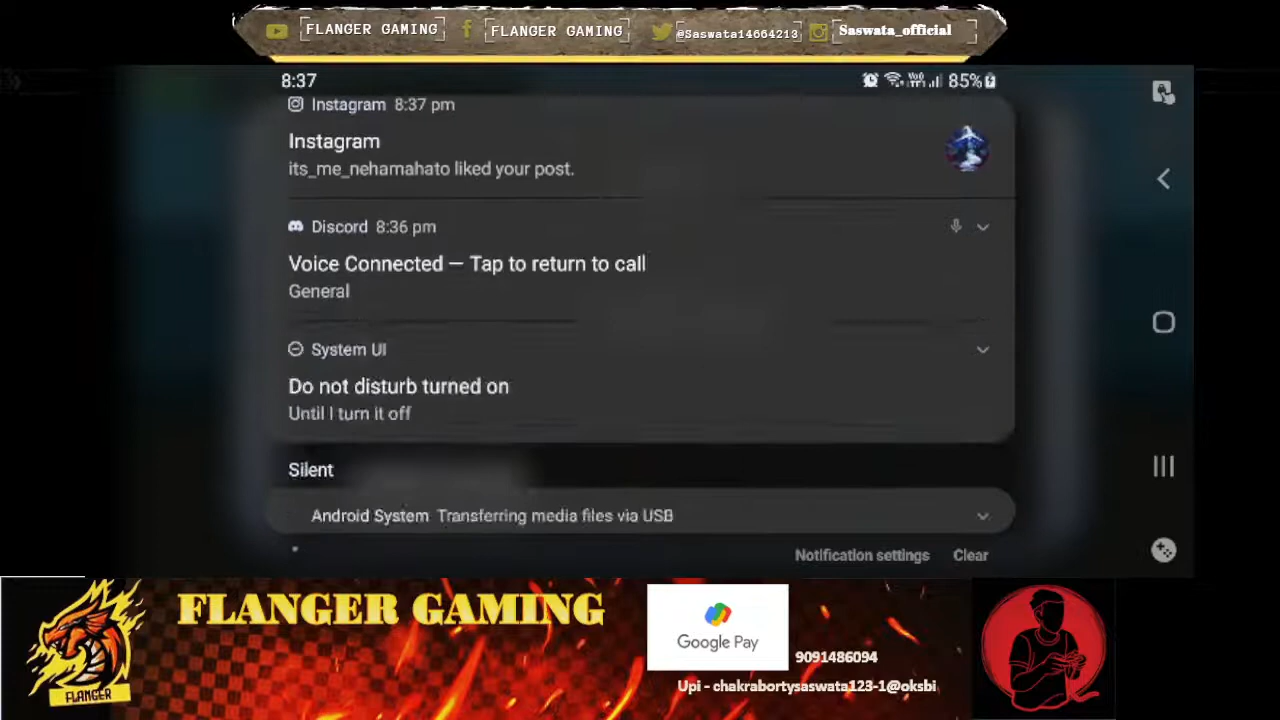 FLANGER GAMING
FLANGER GAMING
@Saswata14664213
Saswata_official
8:37
85%
Instagram 8:37 pm
Instagram
its_me_nehamahato liked your post.
Discord 8:36 pm
Voice Connected — Tap to return to call
General
System UI
Do not disturb turned on
Until I turn it off
Silent
Android System Transferring media files via USB
Notification settings Clear
FLANGER GAMING
FLANGER
Google Pay
9091486094
Upi - chakrabortysaswata123-1@oksbi